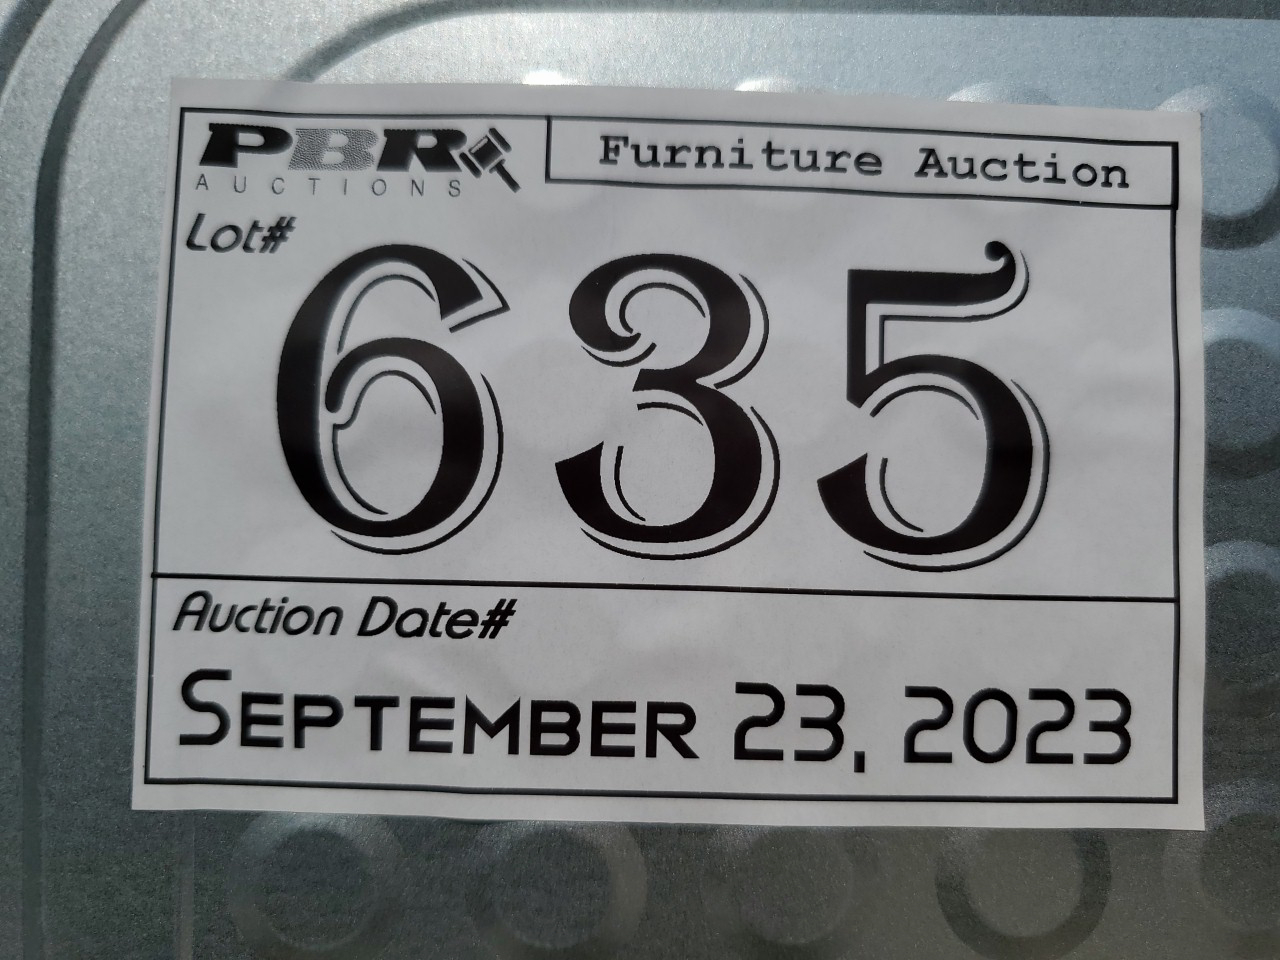 PBR
AUCTIONS
Furniture Auction
Lot#
635
Auction Date#
September 23, 2023